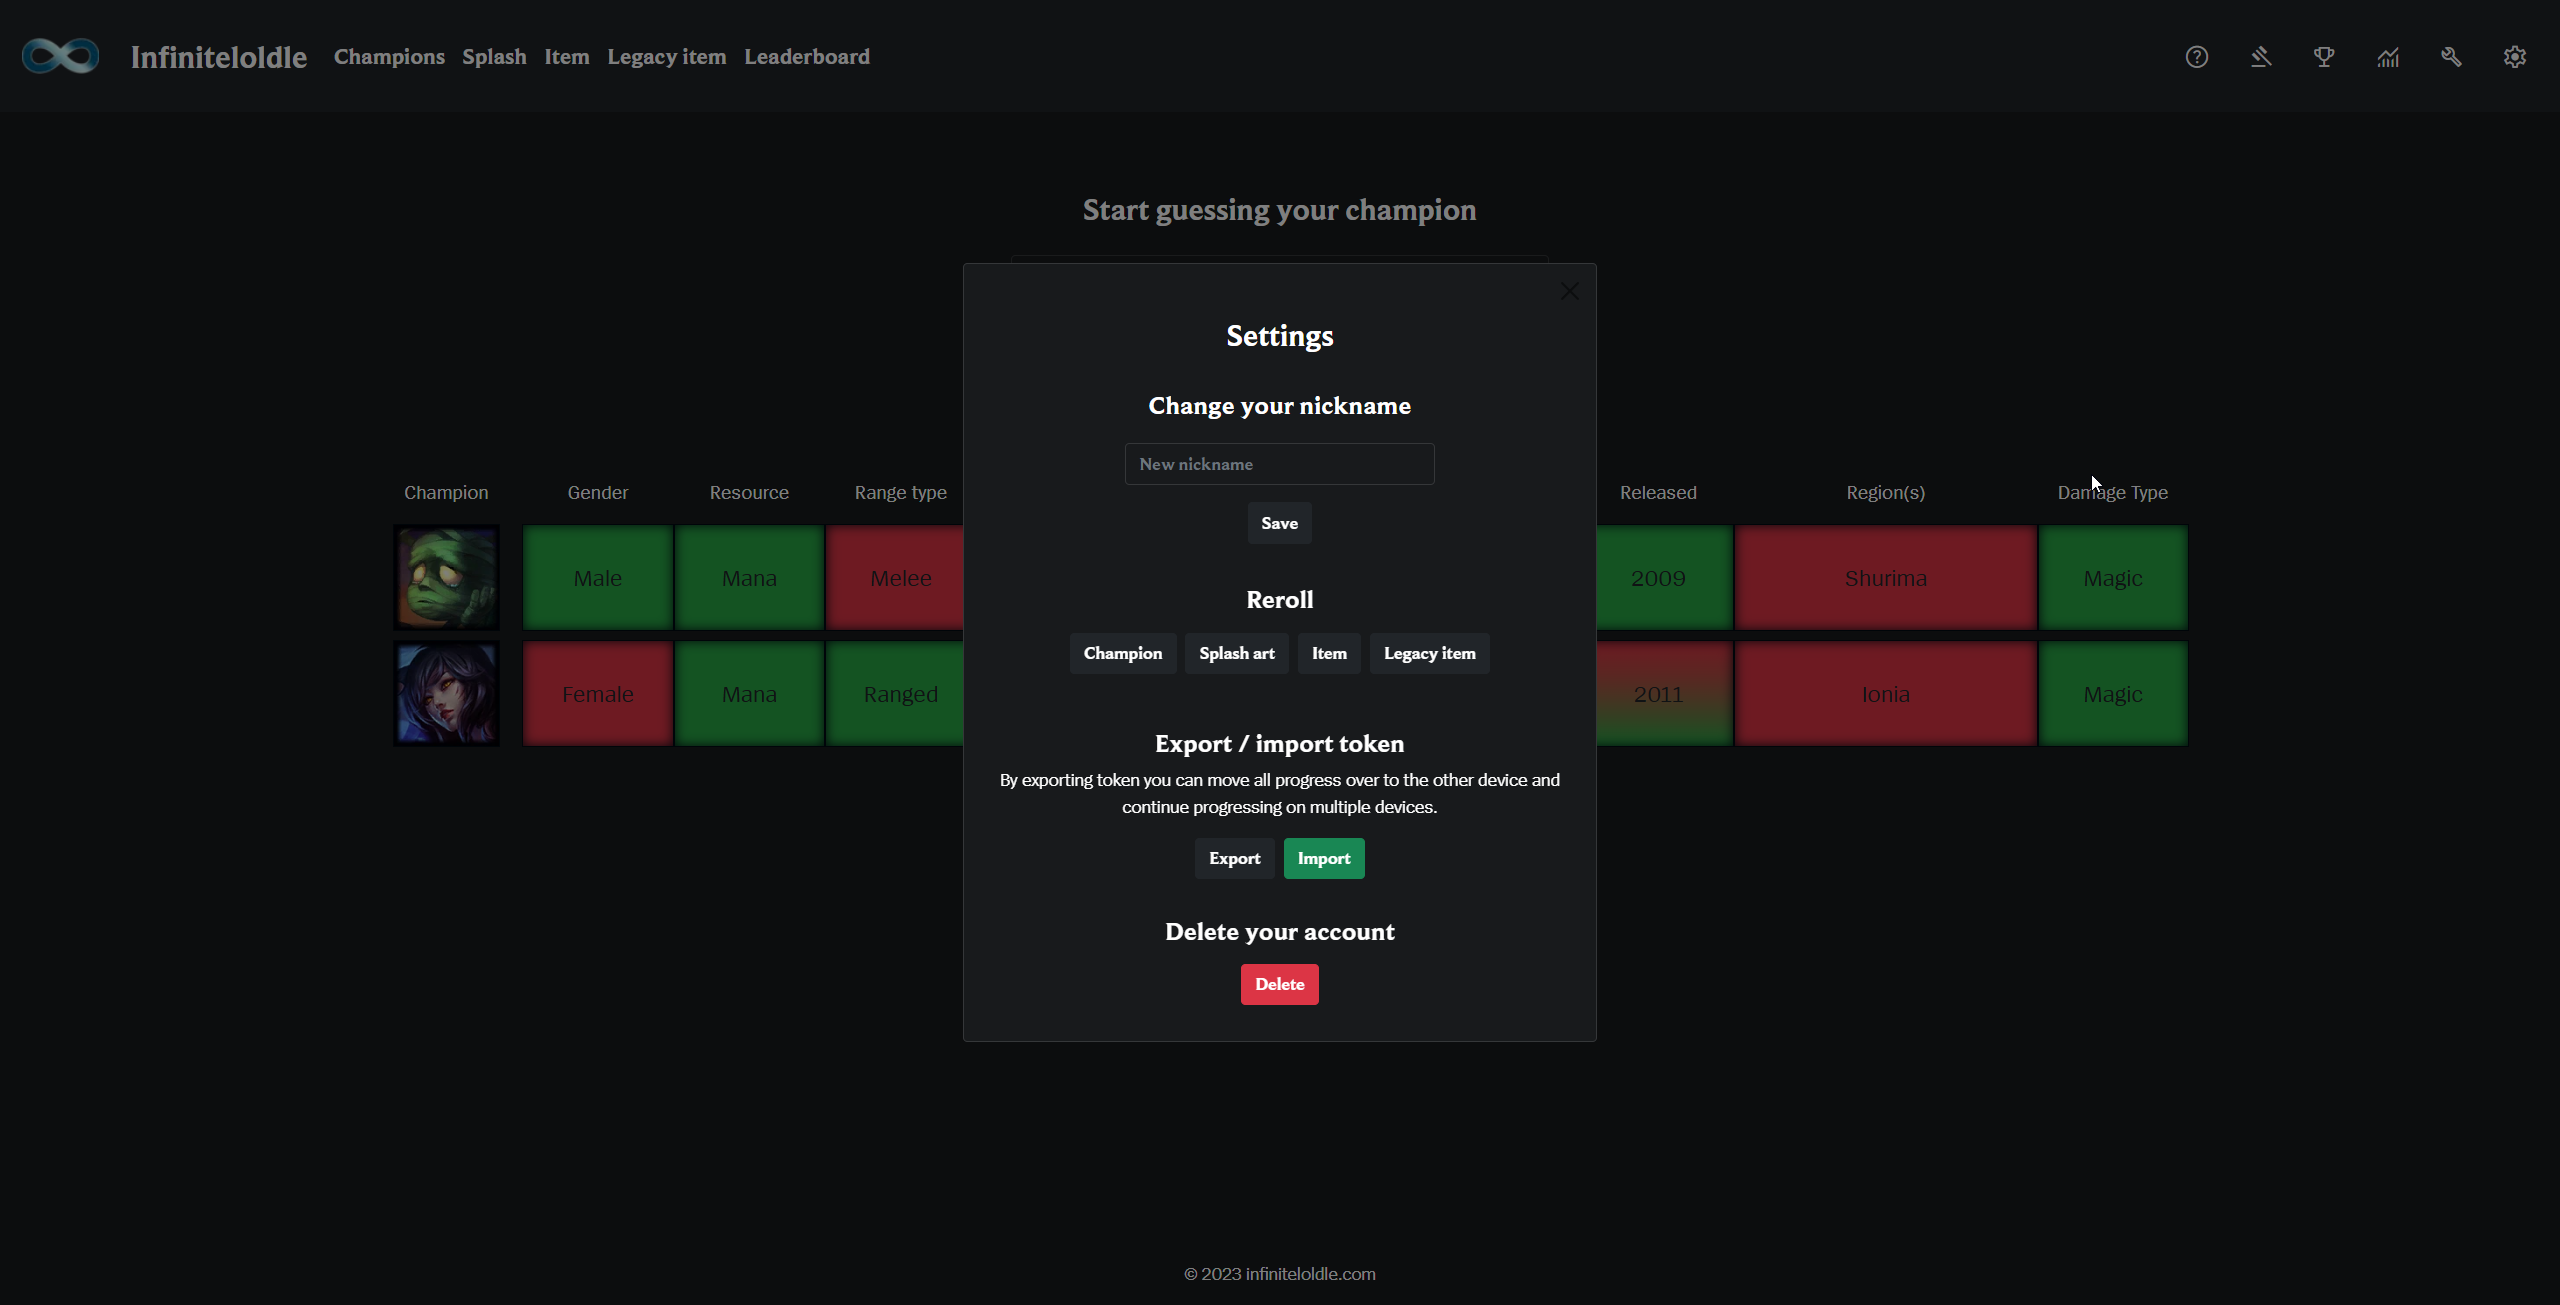 Infiniteloldle Champions Splash Item Legacy item Leaderboard
Start guessing your champion
Settings
Change your nickname
New nickname
Save
Reroll
Champion Splash art Item Legacy item
Export / import token
By exporting token you can move all progress over to the other device and
continue progressing on multiple devices.
Export Import
Delete your account
Delete
Champion Gender Resource Range type Released Region(s) Damage Type
Male Mana Melee 2009 Shurima Magic
Female Mana Ranged 2011 Ionia Magic
© 2023 infiniteloldle.com